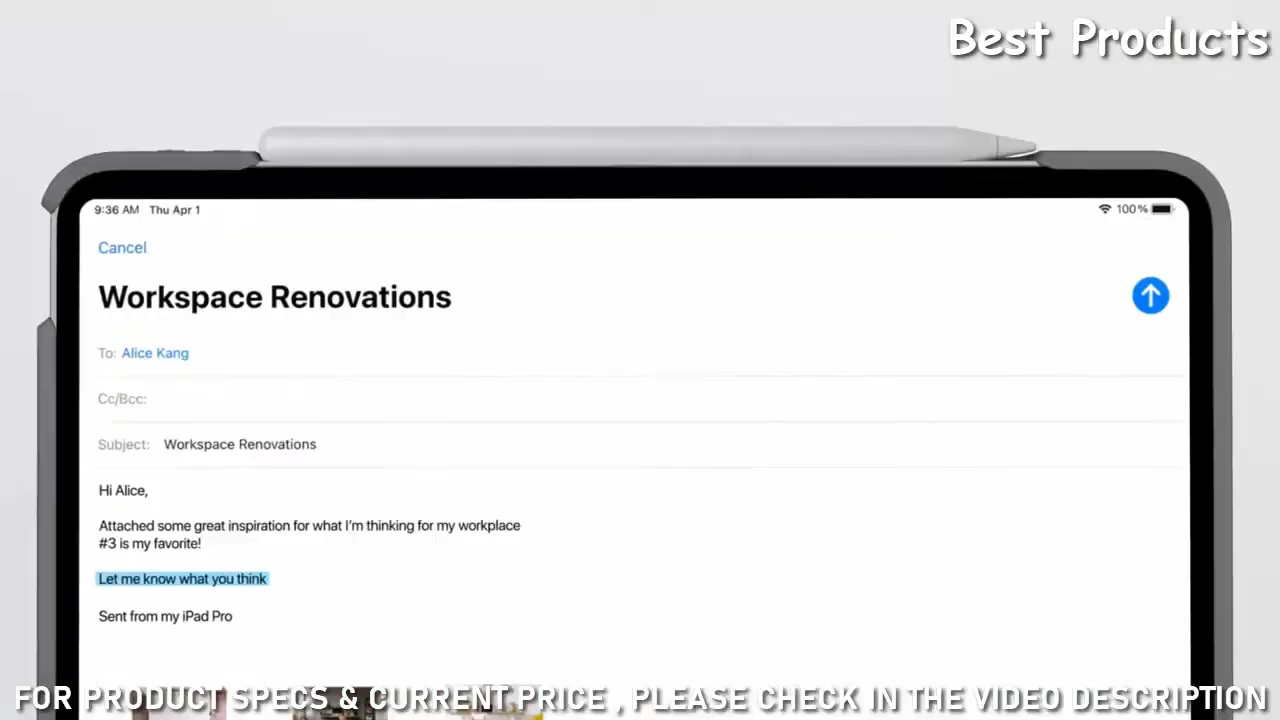 Best Products
9:36 AM Thu Apr 1
100%
Cancel
Workspace Renovations
To: Alice Kang
Cc/Bcc:
Subject: Workspace Renovations
Hi Alice,
Attached some great inspiration for what I'm thinking for my workplace
#3 is my favorite!
Let me know what you think
Sent from my iPad Pro
FOR PRODUCT SPECS & CURRENT PRICE , PLEASE CHECK IN THE VIDEO DESCRIPTION